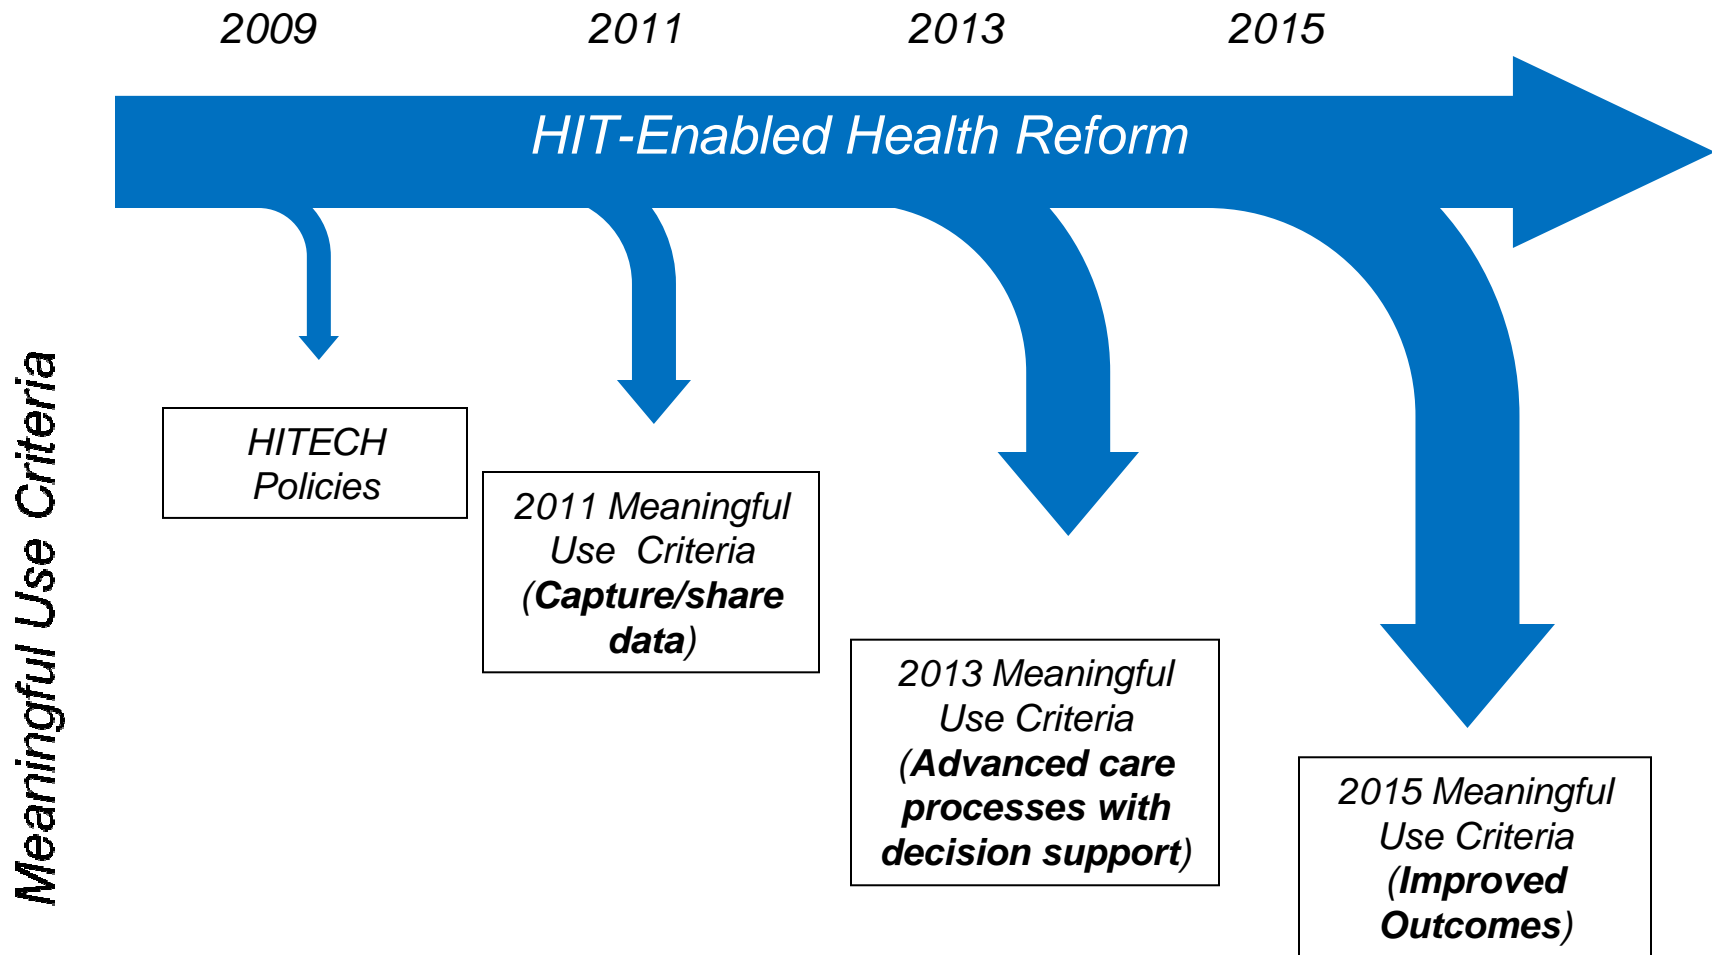 2009 2011 2013 2015
HIT-Enabled Health Reform
Meaningful Use Criteria
HITECH
Policies
2011 Meaningful
Use Criteria
(Capture/share
data)
2013 Meaningful
Use Criteria
(Advanced care
processes with
decision support)
2015 Meaningful
Use Criteria
(Improved
Outcomes)